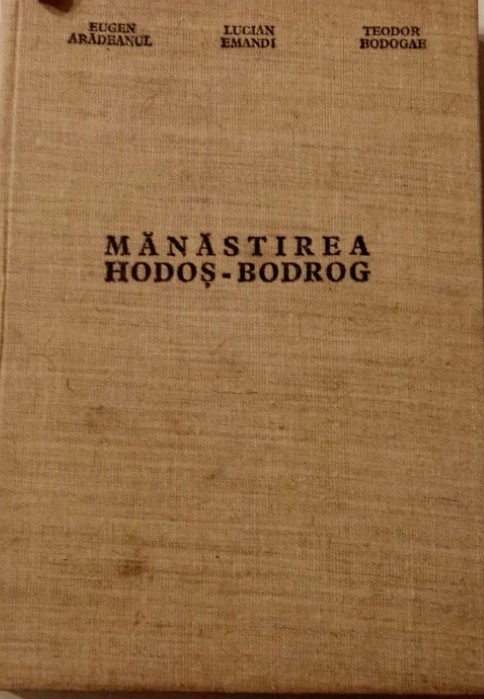 EUGEN
ARĂDEANUL
LUCIAN
EMANDI
TEODOR
BODOGAE
MĂNĂSTIREA
HODOȘ-BODROG